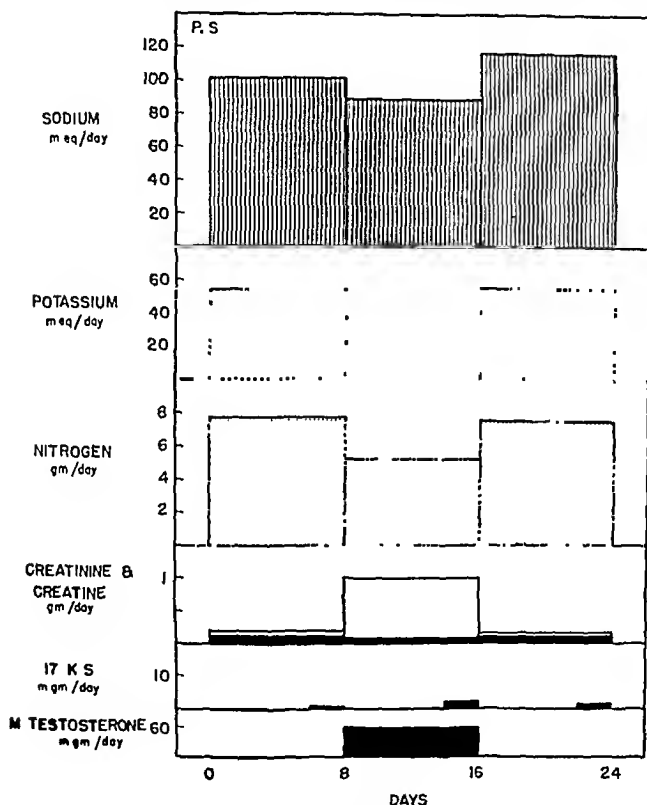 P. S
120
100
80
60
40
20
SODIUM
m eq/day
60
40
20
POTASSIUM
m eq/day
8
6
4
2
NITROGEN
gm/day
CREATININE &
CREATINE
gm/day
1
17 K S
mgm/day
10
M TESTOSTERONE
mgm/day
60
0 8 16 24
DAYS